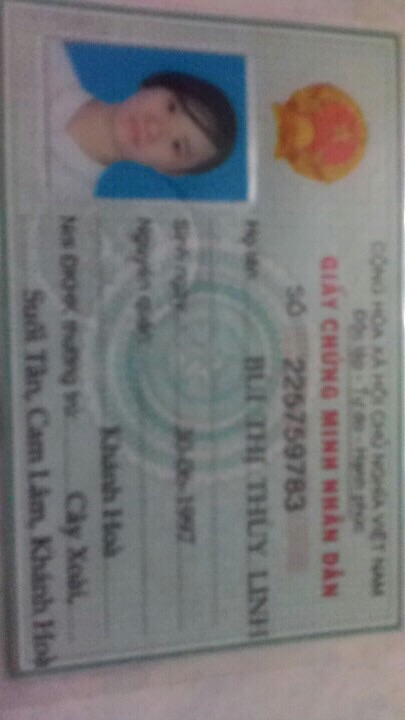 CỘNG HÒA XÃ HỘI CHỦ NGHĨA VIỆT NAM
Độc lập - Tự do - Hạnh phúc
GIẤY CHỨNG MINH NHÂN DÂN
SỐ 225759783
Họ tên BÙI THỊ THÙY LINH
Sinh ngày 30-06-1997
Nguyên quán
Khánh Hoà
Nơi ĐKHK thường trú Cây Xoài,
Suối Tân, Cam Lâm, Khánh Hoà